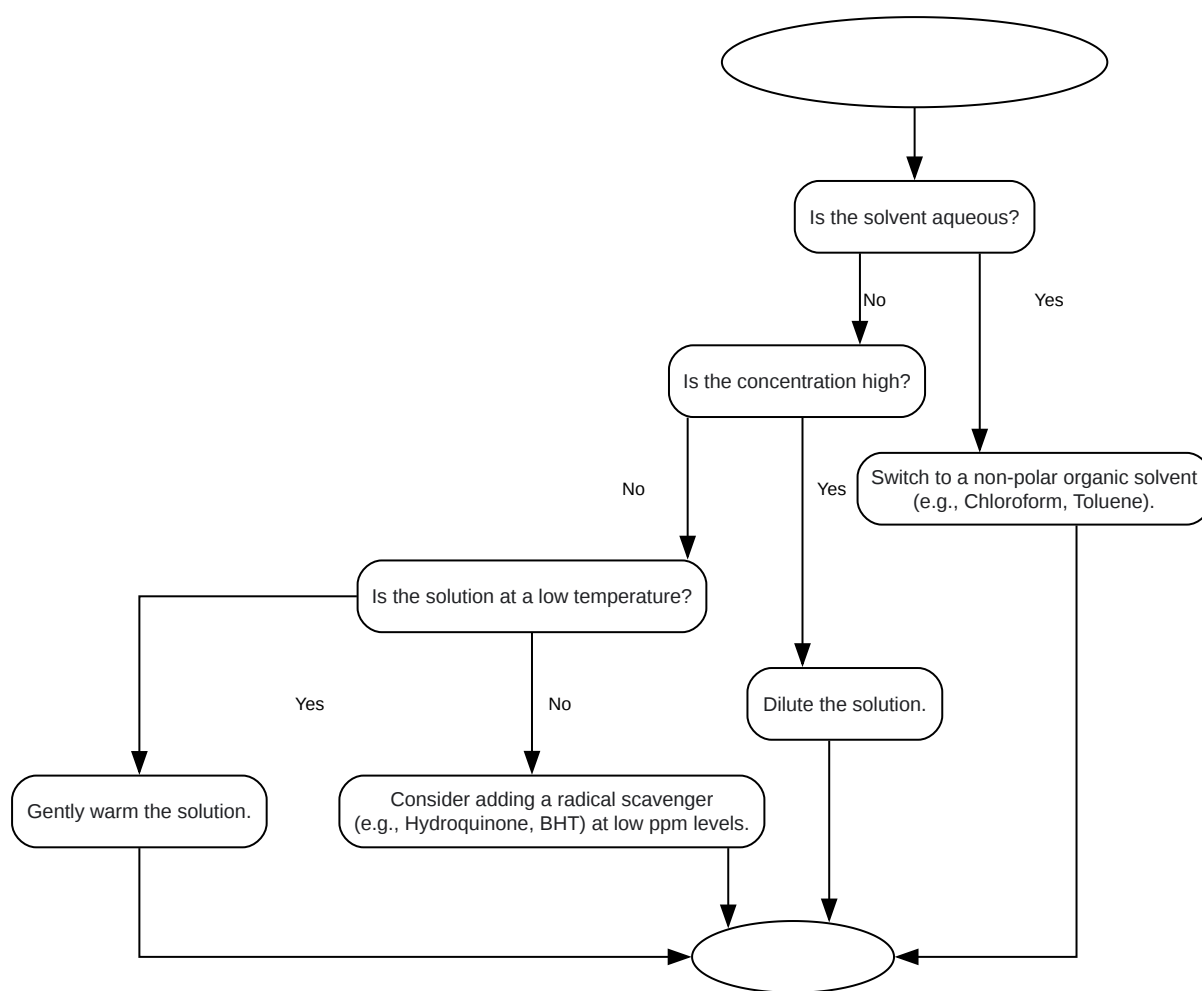 Is the solvent aqueous?
No
Yes
Is the concentration high?
Switch to a non-polar organic solvent
(e.g., Chloroform, Toluene).
No
Yes
Is the solution at a low temperature?
Yes
No
Dilute the solution.
Gently warm the solution.
Consider adding a radical scavenger
(e.g., Hydroquinone, BHT) at low ppm levels.